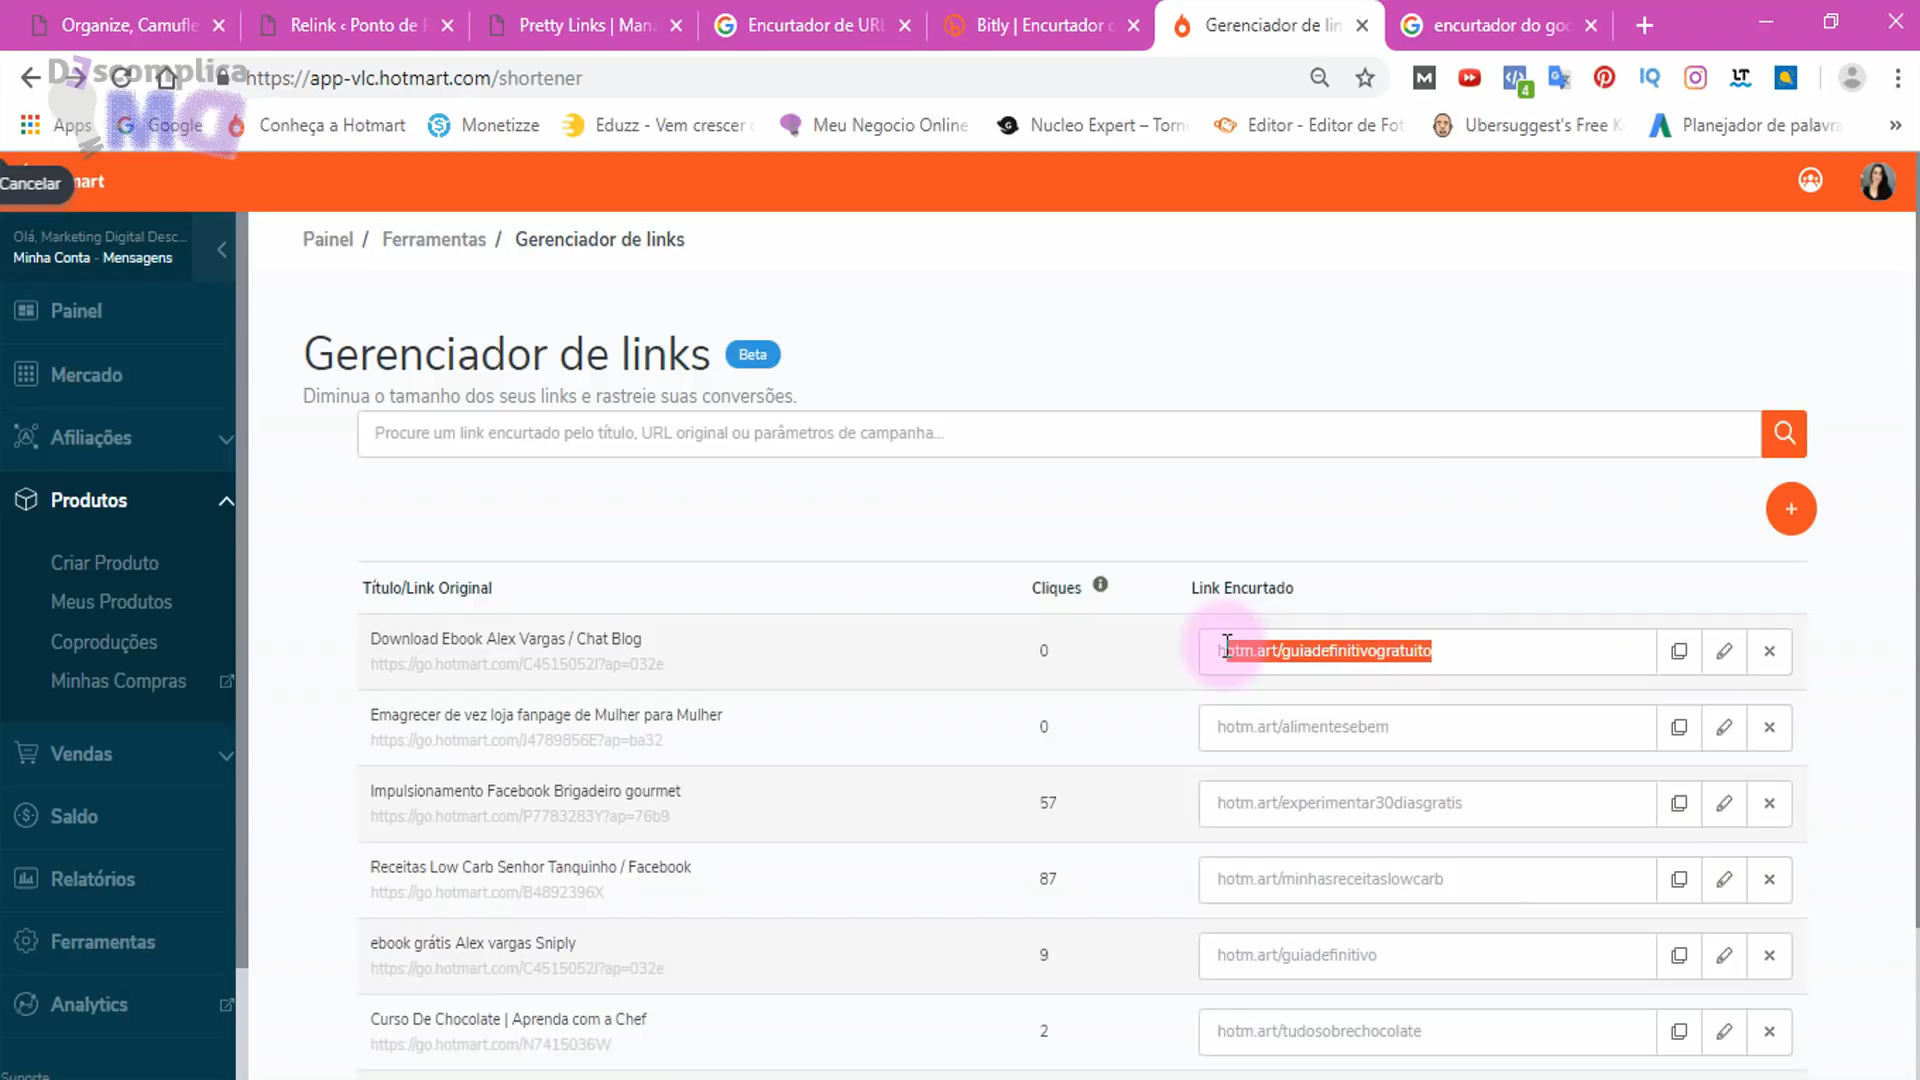 Organize, Camufle
Relink ‹ Ponto de
Pretty Links | Man
Encurtador de URL
Bitly | Encurtador
Gerenciador de lin
encurtador do goo
Descomplica
MD
https://app-vlc.hotmart.com/shortener
Apps
Google
Conheça a Hotmart
Monetizze
Eduzz - Vem crescer
Meu Negocio Online
Nucleo Expert – Torn
Editor - Editor de Fot
Ubersuggest's Free K
Planejador de palavra
Cancelar
mart
Olá, Marketing Digital Desc...
Minha Conta - Mensagens
Painel
Mercado
Afiliações
Produtos
Criar Produto
Meus Produtos
Coproduções
Minhas Compras
Vendas
Saldo
Relatórios
Ferramentas
Analytics
Suporte
Painel / Ferramentas / Gerenciador de links
Gerenciador de links Beta
Diminua o tamanho dos seus links e rastreie suas conversões.
Procure um link encurtado pelo título, URL original ou parâmetros de campanha...
+
Título/Link Original Cliques Link Encurtado
Download Ebook Alex Vargas / Chat Blog
https://go.hotmart.com/C4515052I?ap=032e
0
hotm.art/guiadefinitivogratuito
Emagrecer de vez loja fanpage de Mulher para Mulher
https://go.hotmart.com/J4789856E?ap=ba32
0
hotm.art/alimentesebem
Impulsionamento Facebook Brigadeiro gourmet
https://go.hotmart.com/P7783283Y?ap=76b9
57
hotm.art/experimentar30diasgratis
Receitas Low Carb Senhor Tanquinho / Facebook
https://go.hotmart.com/B4892396X
87
hotm.art/minhasreceitaslowcarb
ebook grátis Alex vargas Sniply
https://go.hotmart.com/C4515052I?ap=032e
9
hotm.art/guiadefinitivo
Curso De Chocolate | Aprenda com a Chef
https://go.hotmart.com/N7415036W
2
hotm.art/tudosobrechocolate